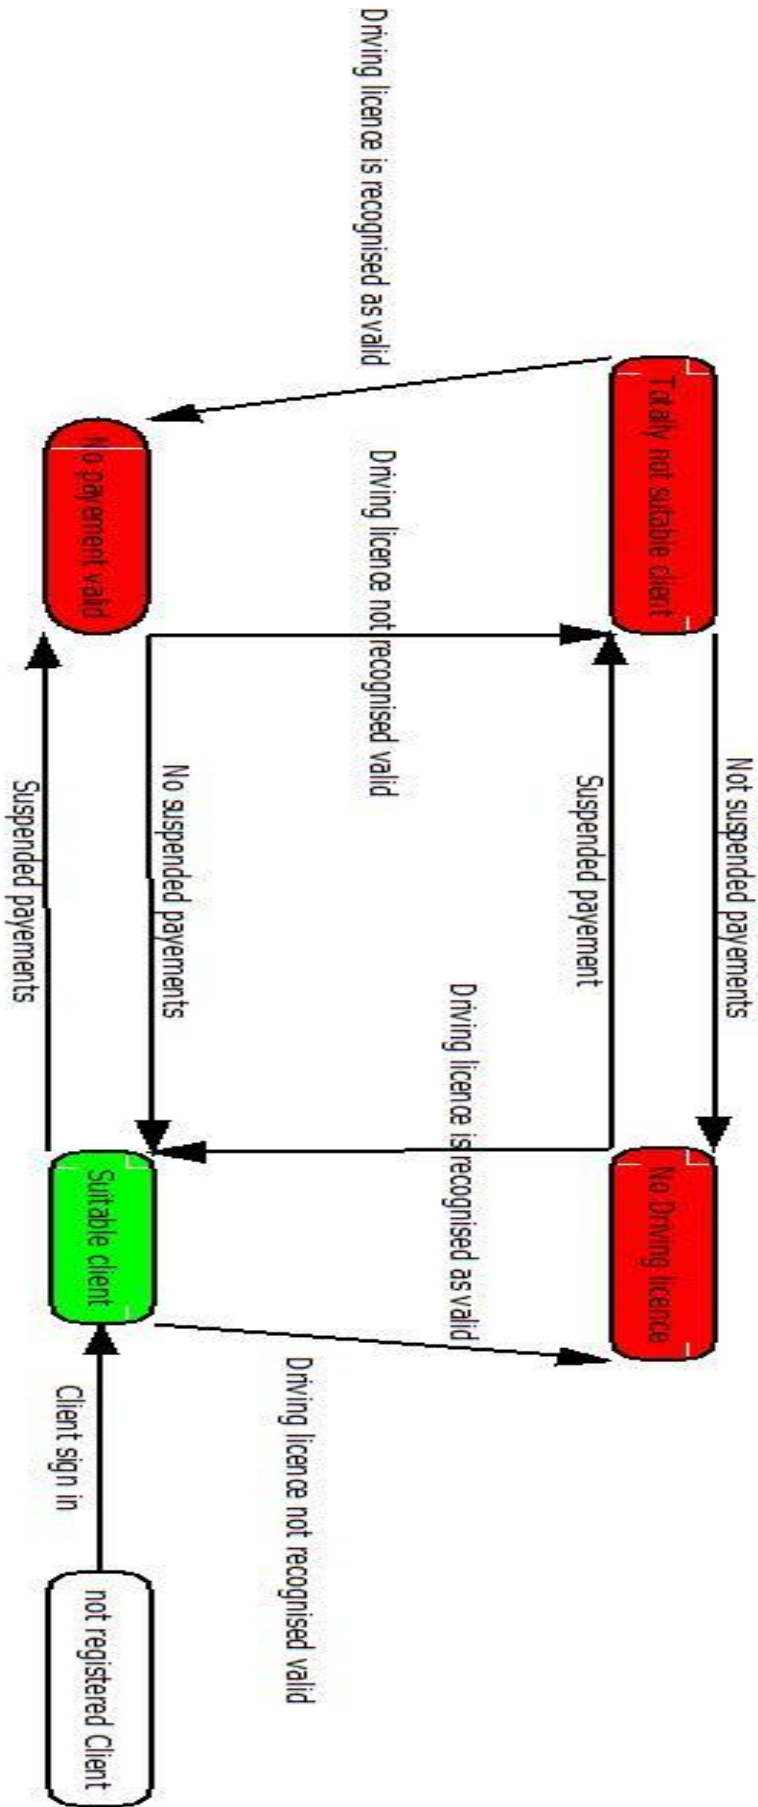 Totally not sutable client
Not suspended payements
No Driving licence
Suspended payement
Driving licence is recognised as valid
Driving licence not recognised valid
Driving licence is recognised as valid
Driving licence not recognised valid
No payement valid
No suspended payements
Suspended payements
Suitable client
Client sign in
not registered Client